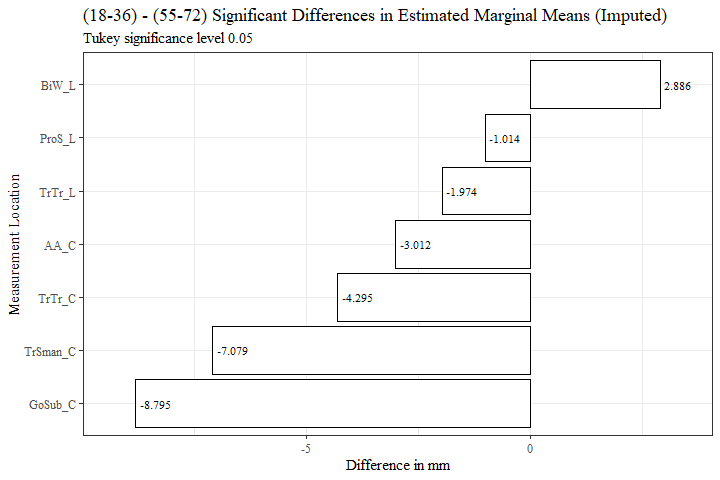 (18-36) - (55-72) Significant Differences in Estimated Marginal Means (Imputed)
Tukey significance level 0.05
Measurement Location
BiW_L
2.886
ProS_L
-1.014
TrTr_L
-1.974
AA_C
-3.012
TrTr_C
-4.295
TrSman_C
-7.079
GoSub_C
-8.795
-5
0
Difference in mm